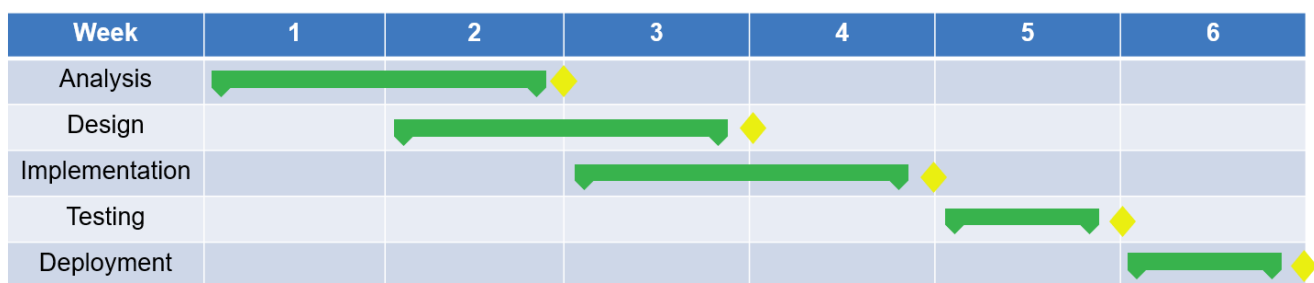 Week 1 2 3 4 5 6
Analysis
Design
Implementation
Testing
Deployment